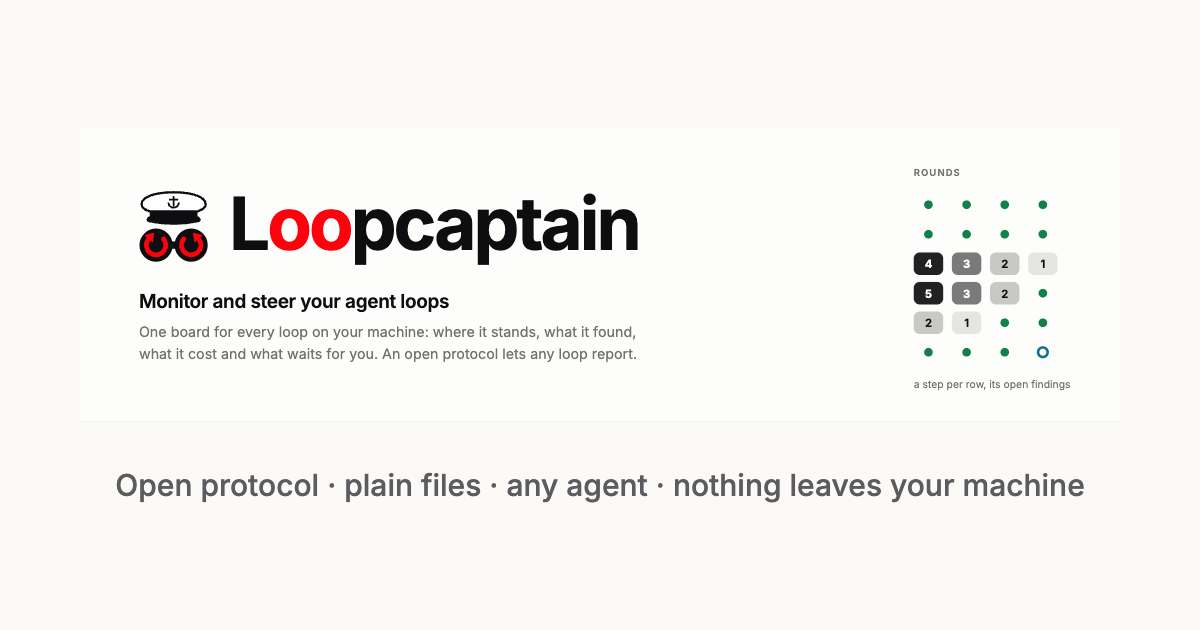 Loopcaptain
Monitor and steer your agent loops
One board for every loop on your machine: where it stands, what it found,
what it cost and what waits for you. An open protocol lets any loop report.
ROUNDS
4 3 2 1
5 3 2
2 1
a step per row, its open findings
Open protocol · plain files · any agent · nothing leaves your machine